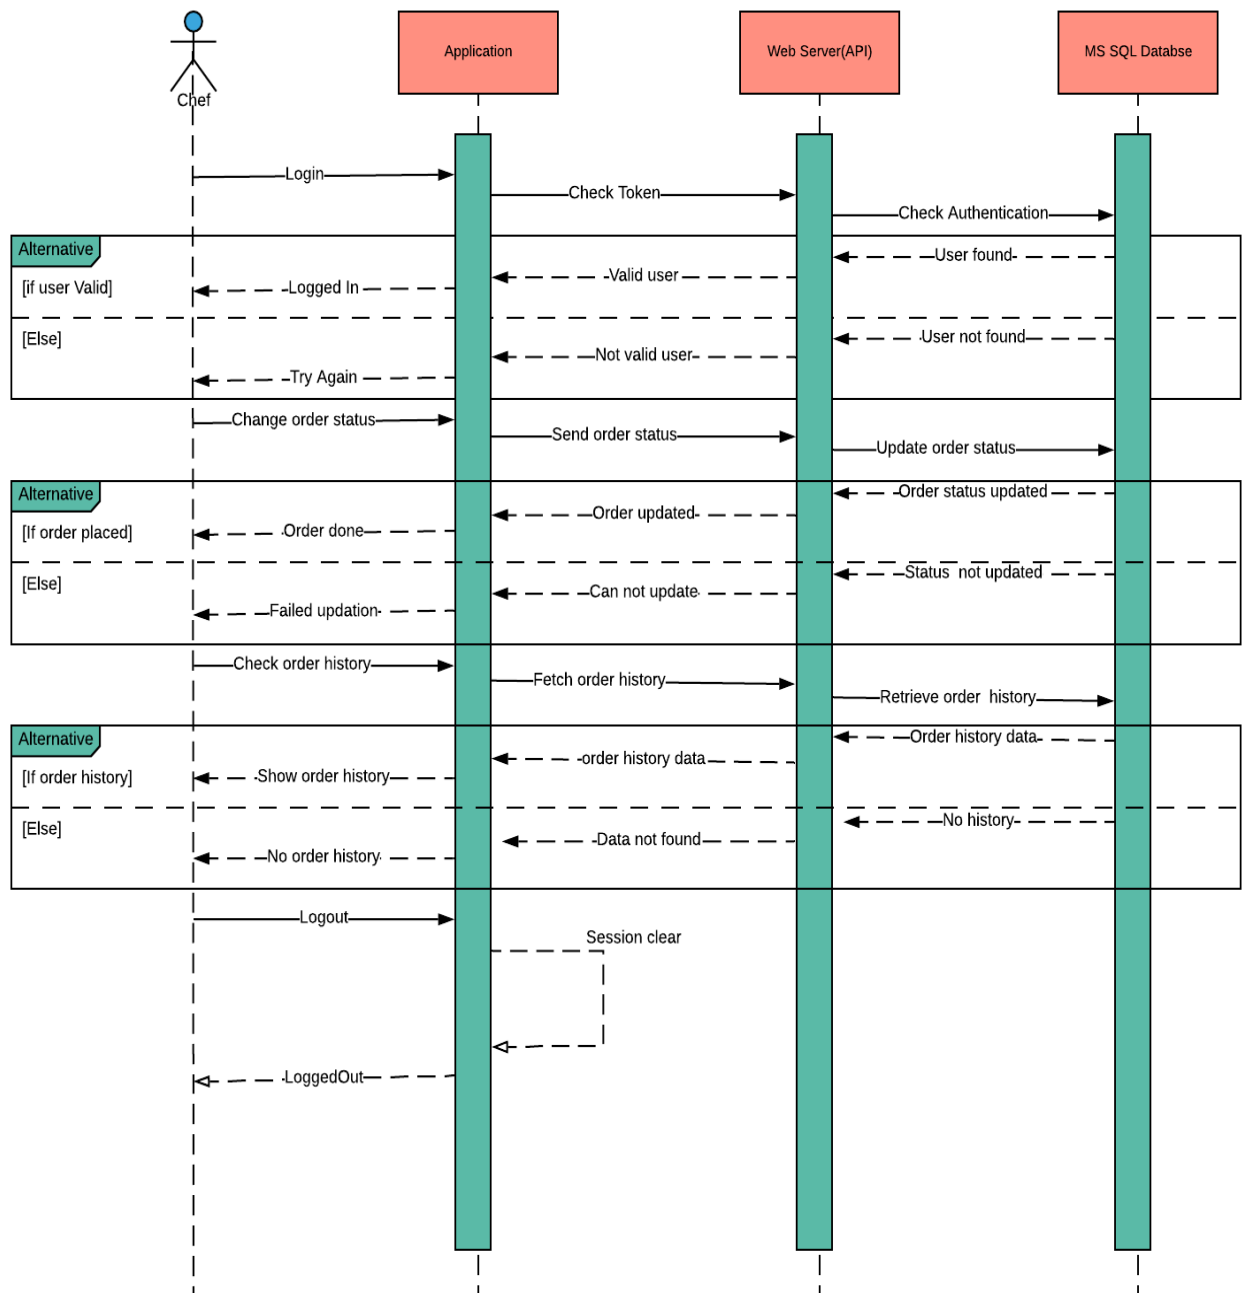 Chef
Application
Web Server(API)
MS SQL Databse
Login
Check Token
Check Authentication
Alternative
User found
Valid user
[if user Valid]
Logged In
[Else]
User not found
Not valid user
Try Again
Change order status
Send order status
Update order status
Alternative
Order status updated
Order updated
[If order placed]
Order done
[Else]
Status not updated
Can not update
Failed updation
Check order history
Fetch order history
Retrieve order history
Alternative
Order history data
order history data
[If order history]
Show order history
[Else]
No history
Data not found
No order history
Logout
Session clear
LoggedOut